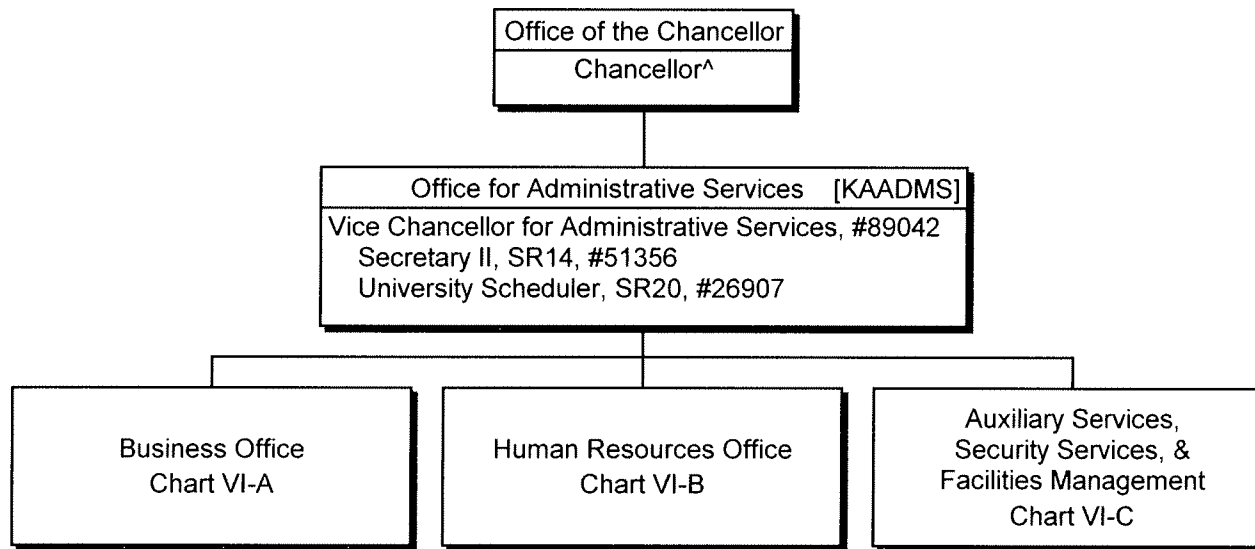 Office of the Chancellor
Chancellor^
Office for Administrative Services [KAADMS]
Vice Chancellor for Administrative Services, #89042
Secretary II, SR14, #51356
University Scheduler, SR20, #26907
Business Office
Chart VI-A
Human Resources Office
Chart VI-B
Auxiliary Services,
Security Services, &
Facilities Management
Chart VI-C